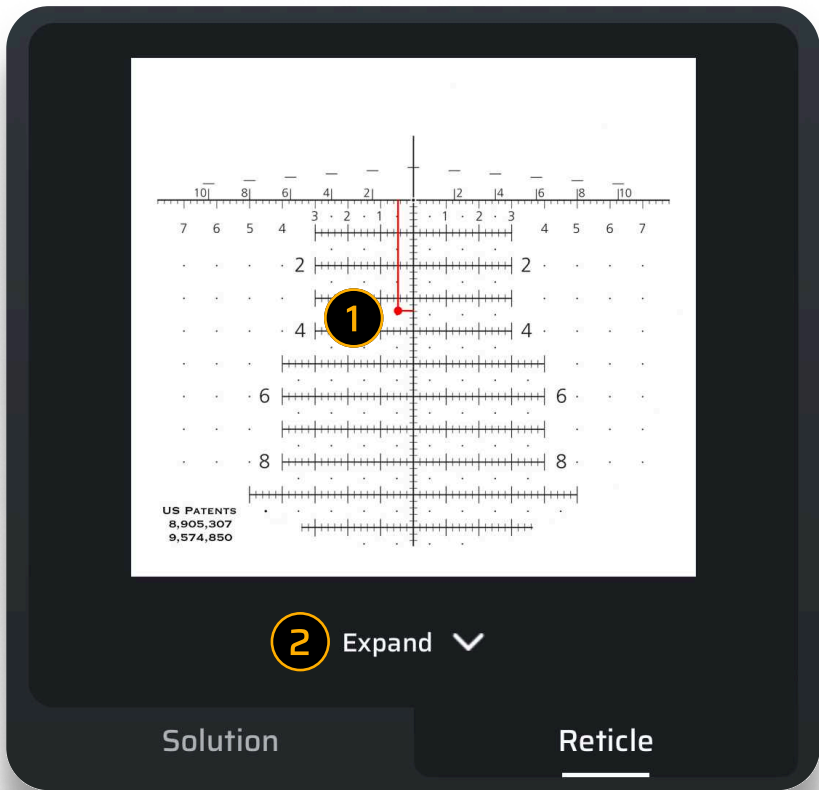 10 8 6 4 2 2 4 6 8 10
3 2 1 1 2 3
7 6 5 4 4 5 6 7
2 2
1
4 4
6 6
8 8
US PATENTS
8,905,307
9,574,850
2 Expand
Solution Reticle